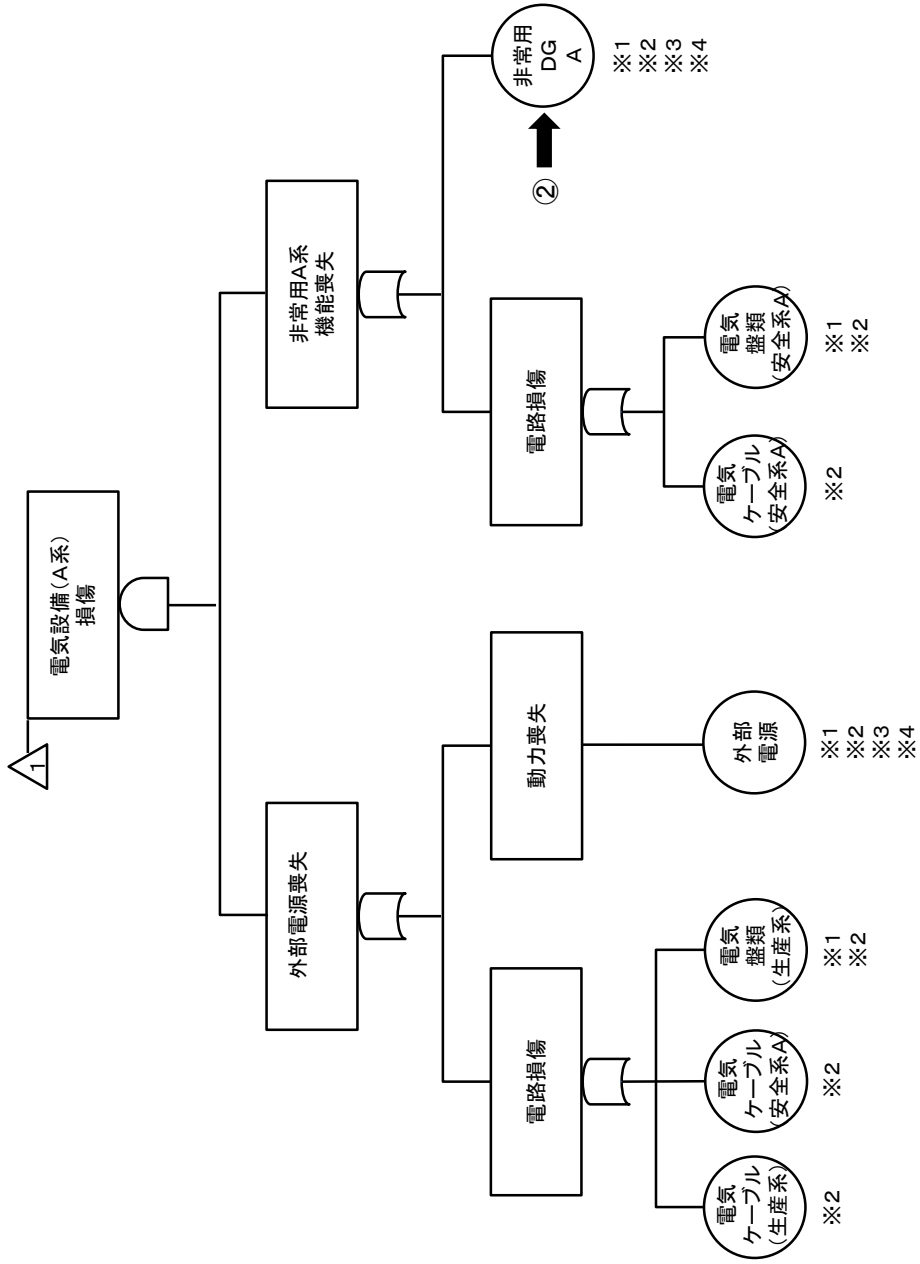 1
電気設備(A系)
損傷
外部電源喪失
非常用A系
機能喪失
電路損傷
動力喪失
電路損傷
非常用
DG
A
②
※1
※2
※3
※4
電気
ケーブル
(生産系)
※2
電気
ケーブル
(安全系A)
※2
電気
盤類
(生産系)
※1
※2
外部
電源
※1
※2
※3
※4
電気
ケーブル
(安全系A)
※2
電気
盤類
(安全系A)
※1
※2